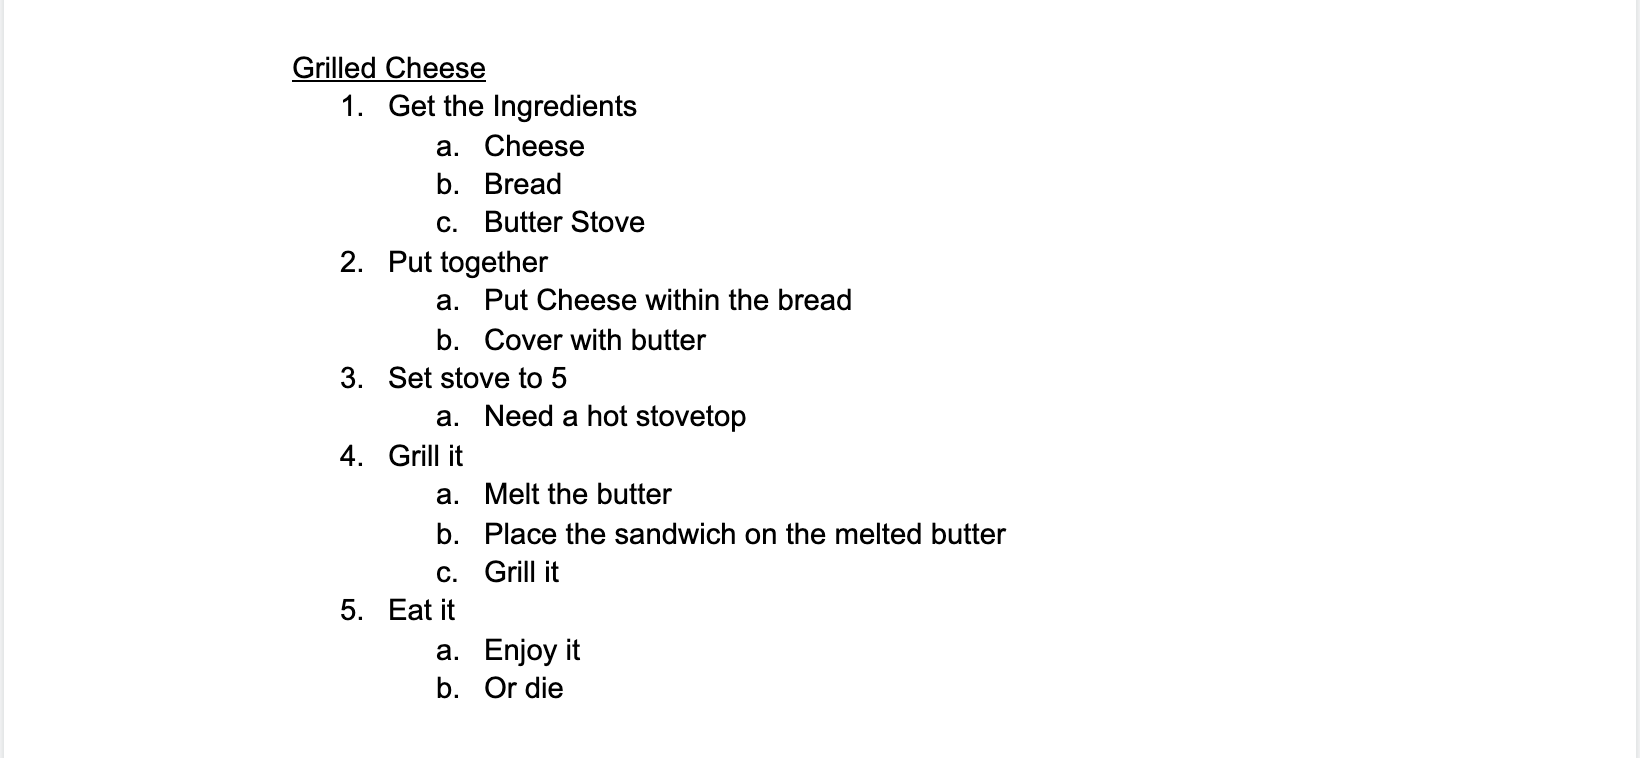 Grilled Cheese
1. Get the Ingredients
a. Cheese
b. Bread
c. Butter Stove
2. Put together
a. Put Cheese within the bread
b. Cover with butter
3. Set stove to 5
a. Need a hot stovetop
4. Grill it
a. Melt the butter
b. Place the sandwich on the melted butter
c. Grill it
5. Eat it
a. Enjoy it
b. Or die